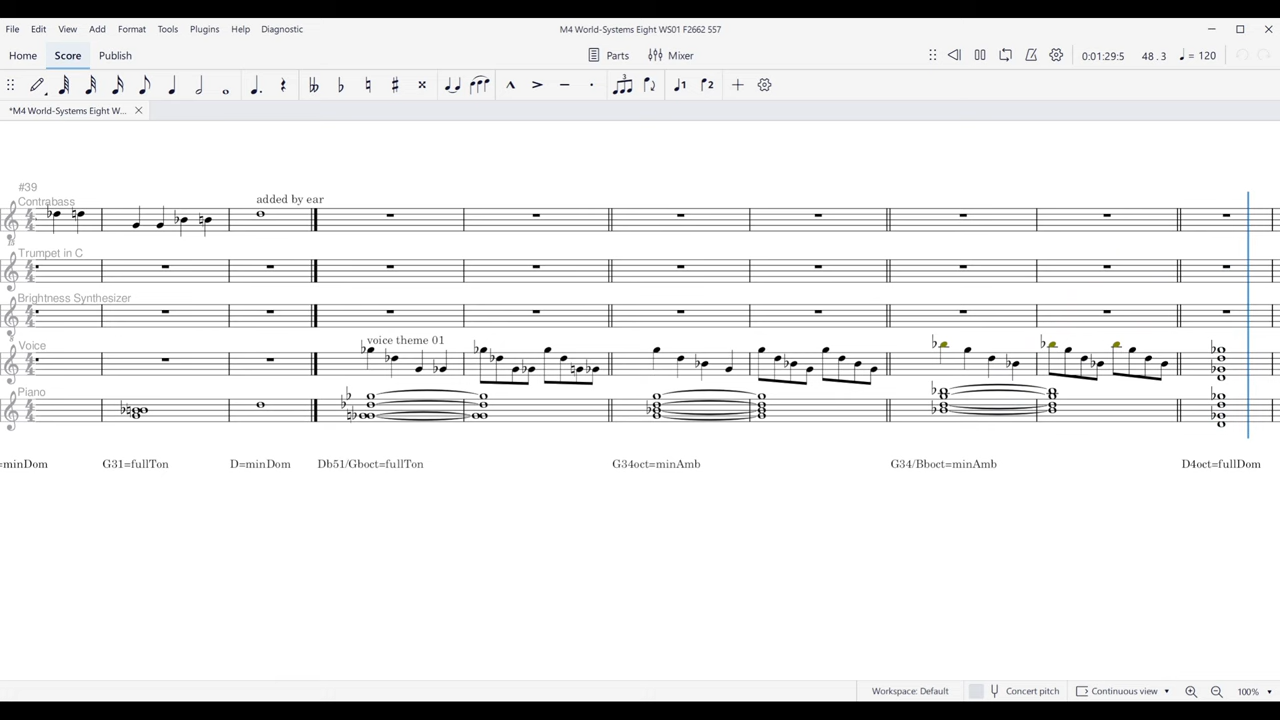 M4 World-Systems Eight WS01 F2662 557
File Edit View Add Format Tools Plugins Help Diagnostic
Home Score Publish Parts Mixer 0:01:29:5 48.3 = 120
*M4 World-Systems Eight W...
#39
Contrabass
added by ear
Trumpet in C
Brightness Synthesizer
Voice
voice theme 01
Piano
=minDom G31=fullTon D=minDom Db51/Gboct=fullTon G34oct=minAmb G34/Bboct=minAmb D4oct=fullDom
Workspace: Default Concert pitch Continuous view 100%